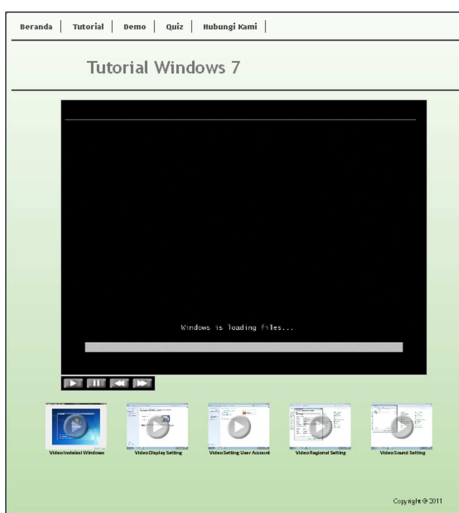 Beranda | Tutorial | Demo | Quiz | Hubungi Kami |
Tutorial Windows 7
Windows is loading files...
Video Instalasi Windows Video Display Setting Video Setting User Account Video Regional Setting Video Sound Setting
Copyright © 2011